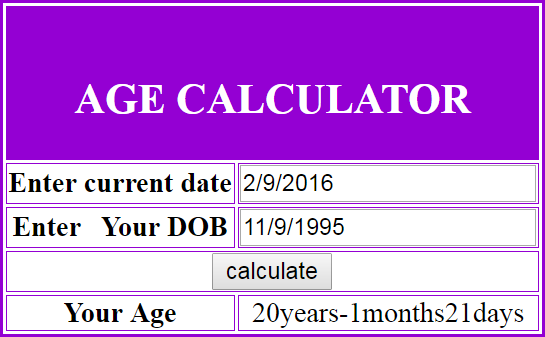 AGE CALCULATOR
Enter current date 2/9/2016
Enter Your DOB 11/9/1995
calculate
Your Age 20years-1months21days